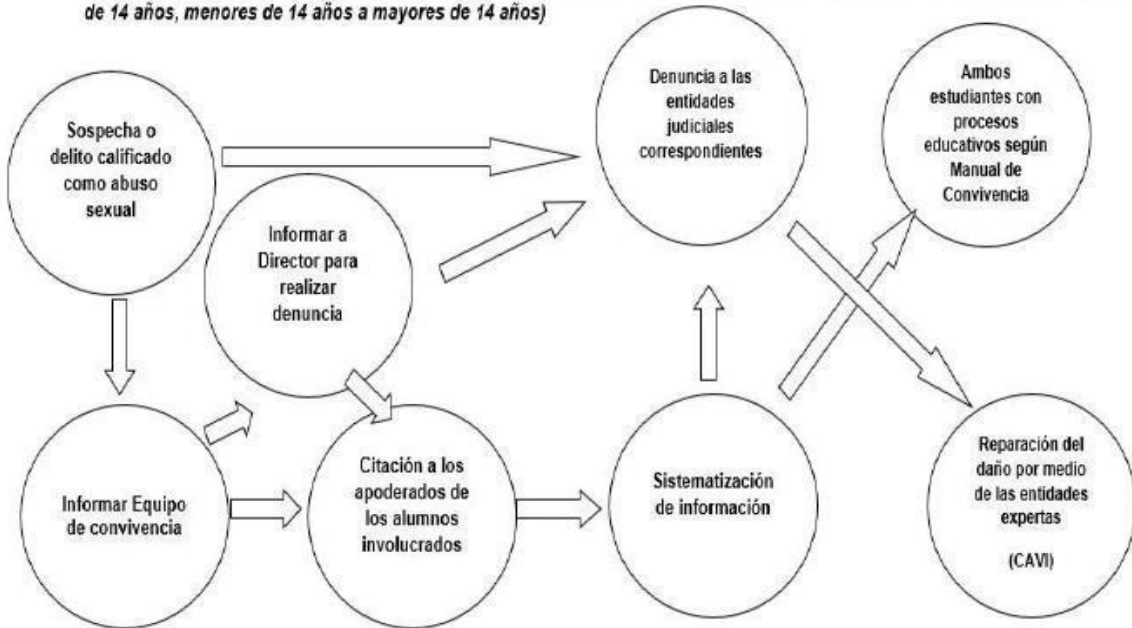 de 14 años, menores de 14 años a mayores de 14 años)
Sospecha o
delito calificado
como abuso
sexual
Informar a
Director para
realizar
denuncia
Denuncia a las
entidades
judiciales
correspondientes
Ambos
estudiantes con
procesos
educativos según
Manual de
Convivencia
Informar Equipo
de convivencia
Citación a los
apoderados de
los alumnos
involucrados
Sistematización
de información
Reparación del
daño por medio
de las entidades
expertas
(CAVI)